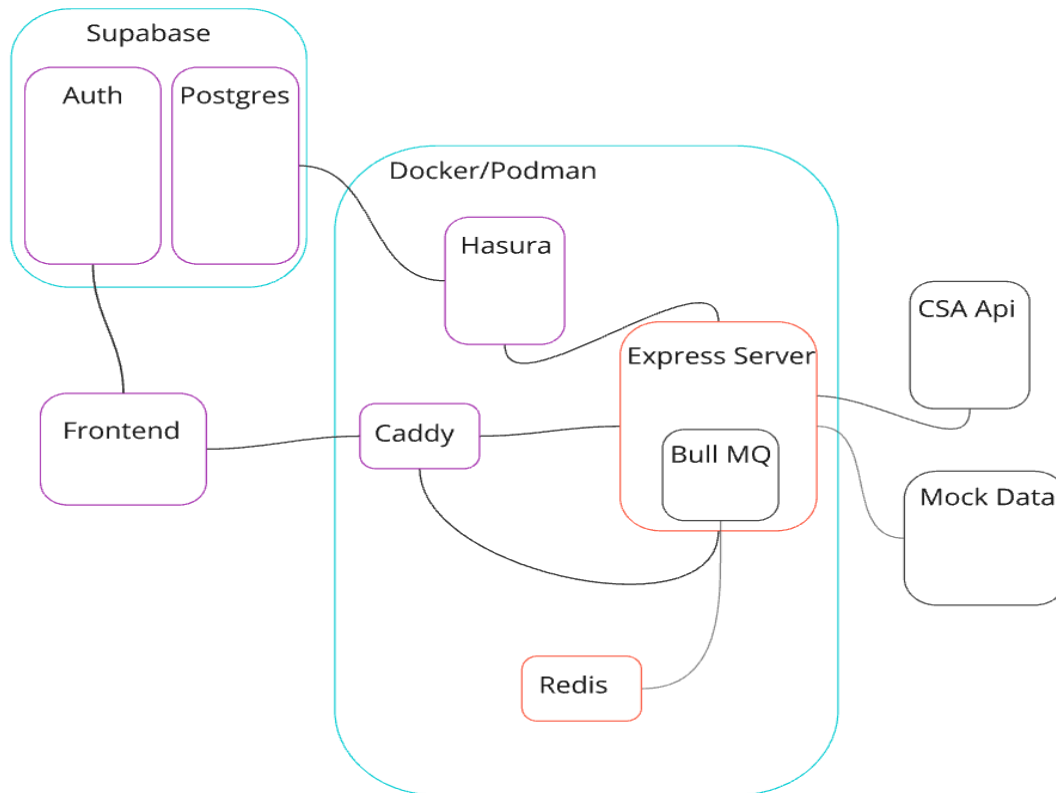 Supabase
Auth
Postgres
Docker/Podman
Hasura
CSA Api
Express Server
Frontend
Caddy
Bull MQ
Mock Data
Redis